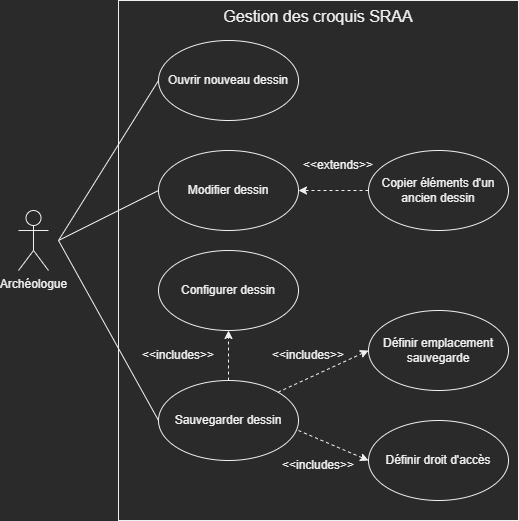 Gestion des croquis SRAA
Ouvrir nouveau dessin
<<extends>>
Modifier dessin
Copier éléments d'un
ancien dessin
Archéologue
Configurer dessin
<<includes>>
<<includes>>
Définir emplacement
sauvegarde
Sauvegarder dessin
<<includes>>
Définir droit d'accès